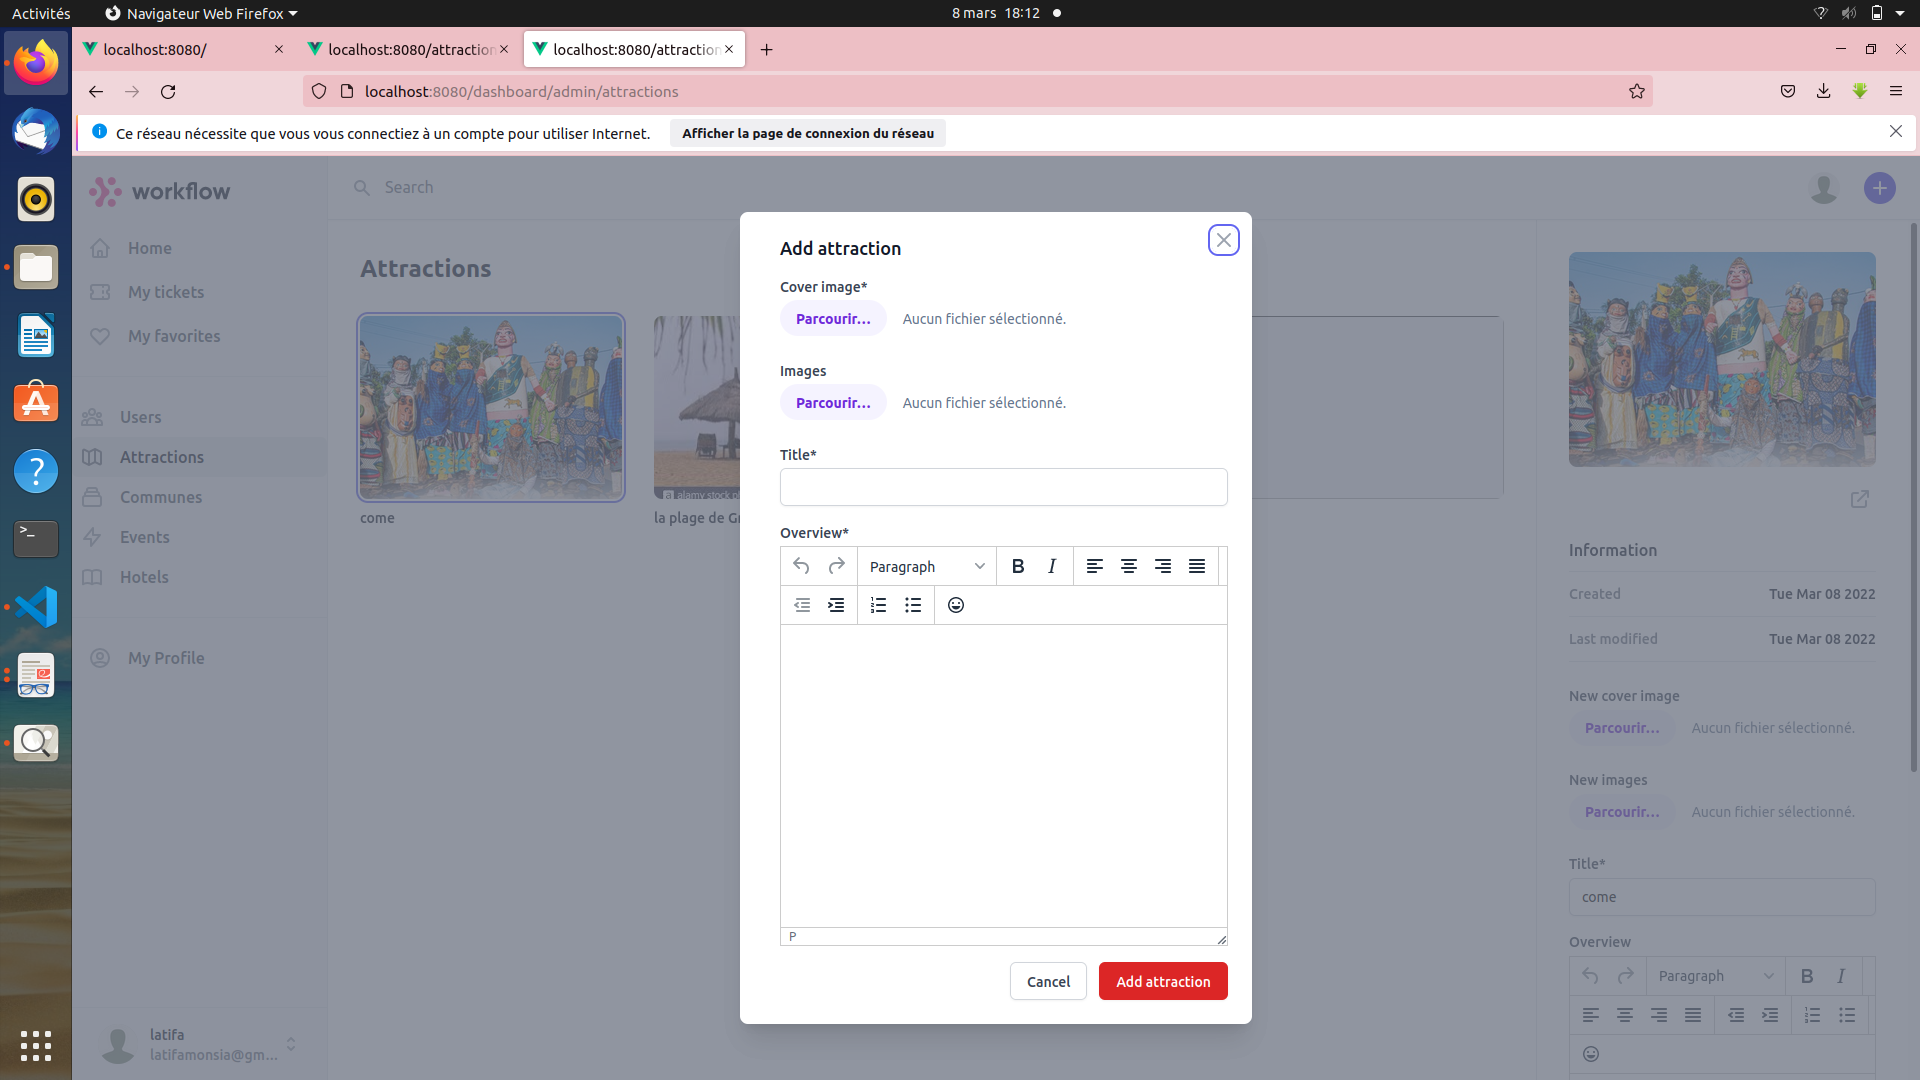 Activités
Navigateur Web Firefox
8 mars 18:12
localhost:8080/
localhost:8080/attraction
localhost:8080/attraction
localhost:8080/dashboard/admin/attractions
Ce réseau nécessite que vous vous connectiez à un compte pour utiliser Internet.
Afficher la page de connexion du réseau
workflow
Search
Home
My tickets
My favorites
Users
Attractions
Communes
Events
Hotels
My Profile
latifa
latifamonsia@gm...
Attractions
come
a alamy stock p
la plage de Gr
Add attraction
Cover image*
Parcourir... Aucun fichier sélectionné.
Images
Parcourir... Aucun fichier sélectionné.
Title*
Overview*
Paragraph B I
P
Cancel
Add attraction
Information
Created Tue Mar 08 2022
Last modified Tue Mar 08 2022
New cover image
Parcourir... Aucun fichier sélectionné.
New images
Parcourir... Aucun fichier sélectionné.
Title*
come
Overview
Paragraph B I